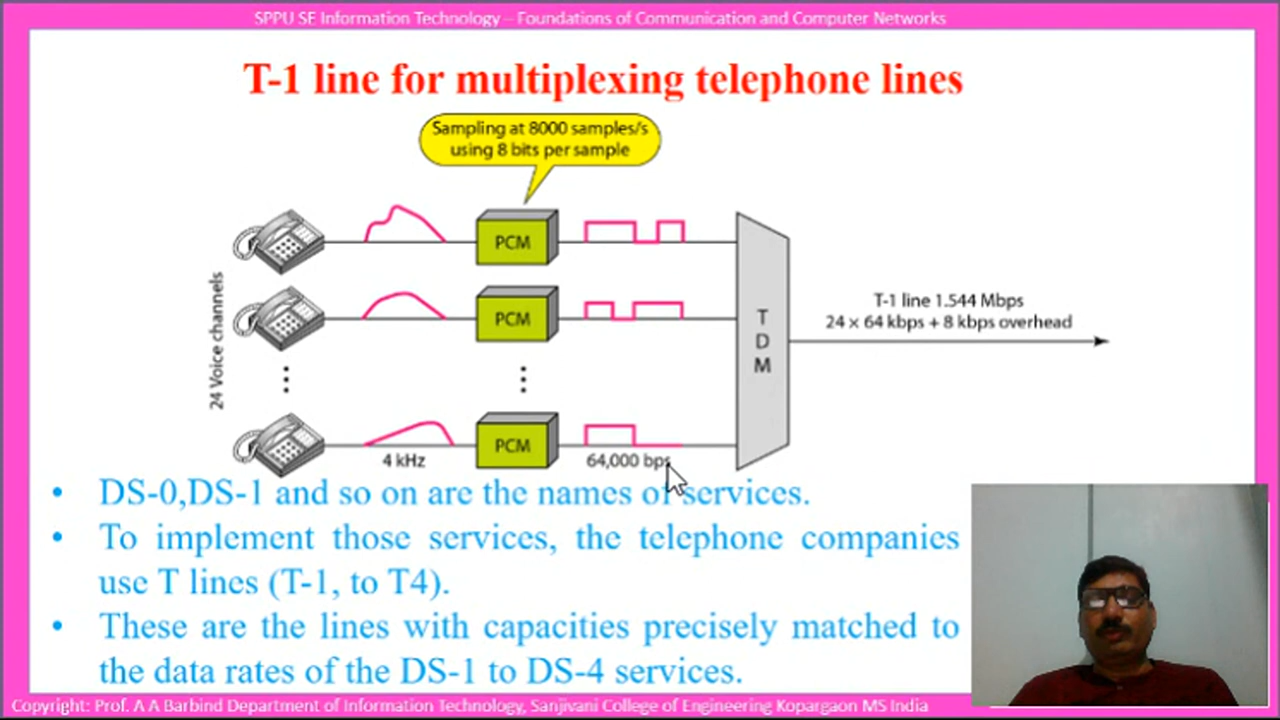 SPPU SE Information Technology – Foundations of Communication and Computer Networks
T-1 line for multiplexing telephone lines
Sampling at 8000 samples/s
using 8 bits per sample
24 Voice channels
PCM
PCM
PCM
4 kHz
64,000 bps
T
D
M
T-1 line 1.544 Mbps
24 × 64 kbps + 8 kbps overhead
• DS-0,DS-1 and so on are the names of services.
• To implement those services, the telephone companies
use T lines (T-1, to T4).
• These are the lines with capacities precisely matched to
the data rates of the DS-1 to DS-4 services.
Copyright: Prof. A A Barbind Department of Information Technology, Sanjivani College of Engineering Kopargaon MS India